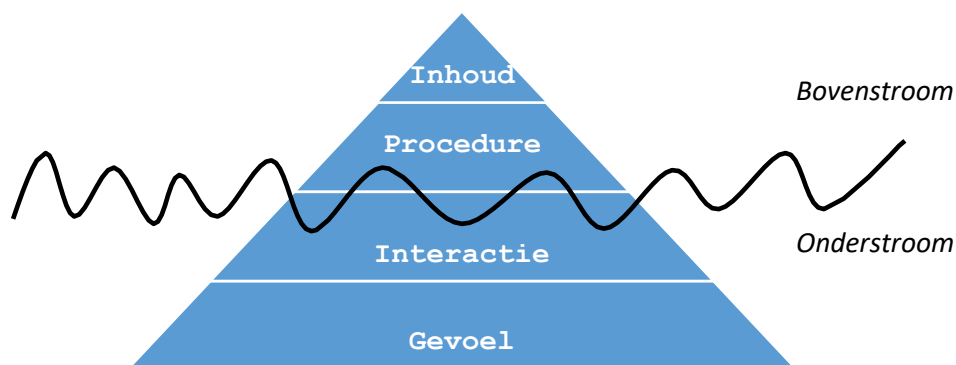 Inhoud
Bovenstroom
Procedure
Onderstroom
Interactie
Gevoel